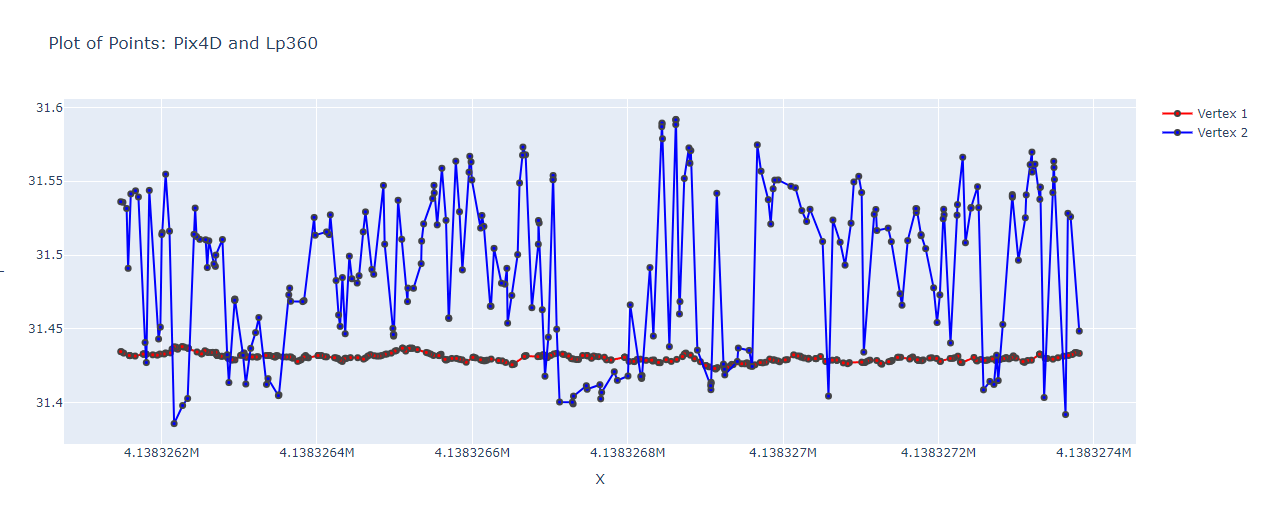 Plot of Points: Pix4D and Lp360
Vertex 1
Vertex 2
31.6
31.55
31.5
31.45
31.4
4.1383262M 4.1383264M 4.1383266M 4.1383268M 4.138327M 4.1383272M 4.1383274M
X